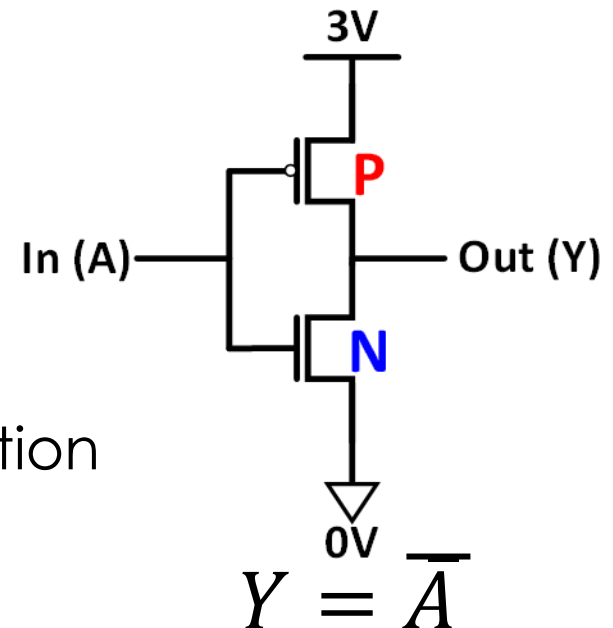 3V
P
In (A)
Out (Y)
N
tion
0V
Y = A̅